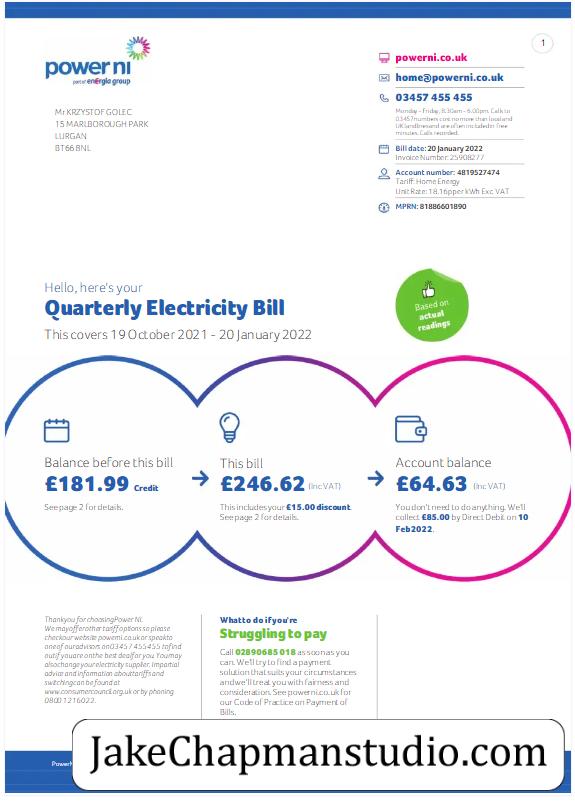 1
power ni
part of energia group
powerni.co.uk
home@powerni.co.uk
03457 455 455
Monday - Friday, 8.30am - 6.00pm. Calls to
03457 numbers cost no more than local and
UK landlines and are often included in free
minutes. Calls recorded.
Mr KRZYSTOF GOLEC
15 MARLBOROUGH PARK
LURGAN
BT66 8NL
Bill date: 20 January 2022
Invoice Number: 25908277
Account number: 4819527474
Tariff: Home Energy
Unit Rate: 18.16p per kWh Exc VAT
MPRN: 81886601890
Hello, here's your
Quarterly Electricity Bill
This covers 19 October 2021 - 20 January 2022
Based on
actual
readings
Balance before this bill
£181.99 Credit
See page 2 for details.
This bill
£246.62 (Inc VAT)
This includes your £15.00 discount.
See page 2 for details.
Account balance
£64.63 (Inc VAT)
You don't need to do anything. We'll
collect £85.00 by Direct Debit on 10
Feb2022.
Thank you for choosing Power NI.
We may offer other tariff options so please
check our website powerni.co.uk or speak to
one of our advisors on 03457 455 455 to find
out if you are on the best deal for you. You may
also change your electricity supplier. Impartial
advice and information about tariffs and
switching can be found at
www.consumercouncil.org.uk or by phoning
0800 1216022.
What to do if you're
Struggling to pay
Call 02890685 018 as soon as you
can. We'll try to find a payment
solution that suits your circumstances
and we'll treat you with fairness and
consideration. See powerni.co.uk for
our Code of Practice on Payment of
Bills.
JakeChapmanstudio.com